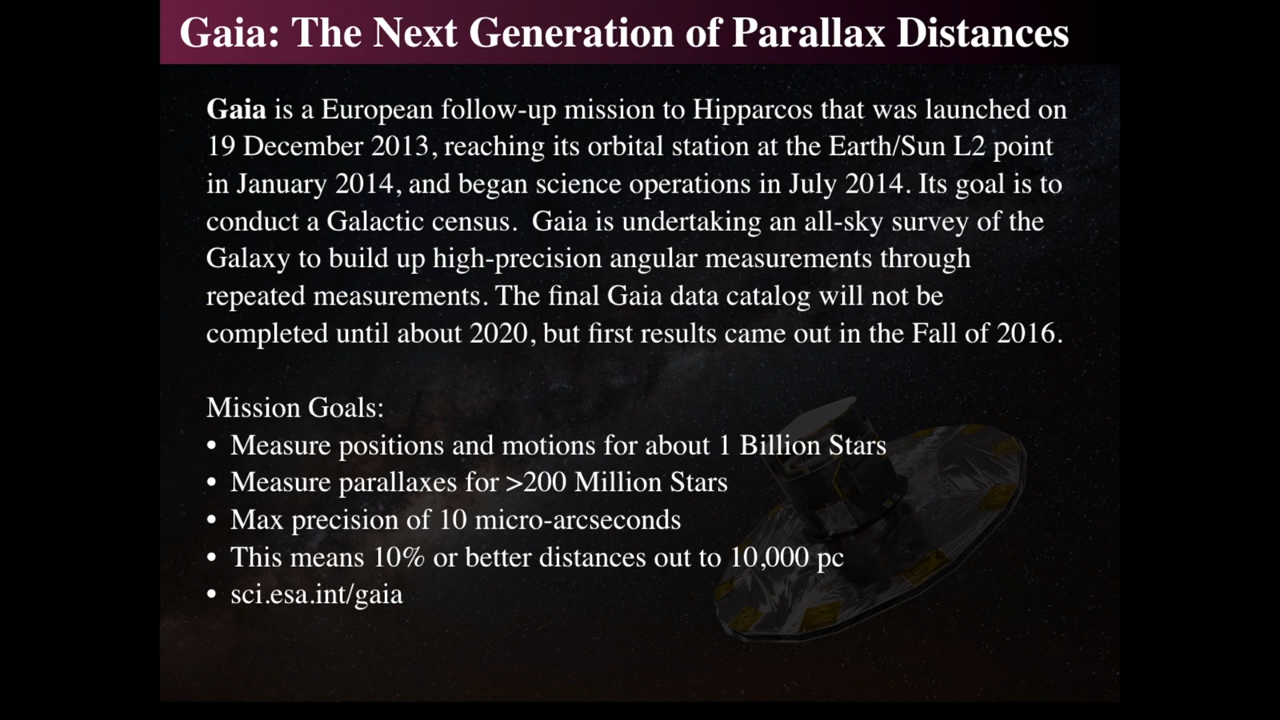 Gaia: The Next Generation of Parallax Distances
Gaia is a European follow-up mission to Hipparcos that was launched on
19 December 2013, reaching its orbital station at the Earth/Sun L2 point
in January 2014, and began science operations in July 2014. Its goal is to
conduct a Galactic census.  Gaia is undertaking an all-sky survey of the
Galaxy to build up high-precision angular measurements through
repeated measurements. The final Gaia data catalog will not be
completed until about 2020, but first results came out in the Fall of 2016.
Mission Goals:
• Measure positions and motions for about 1 Billion Stars
• Measure parallaxes for >200 Million Stars
• Max precision of 10 micro-arcseconds
• This means 10% or better distances out to 10,000 pc
• sci.esa.int/gaia